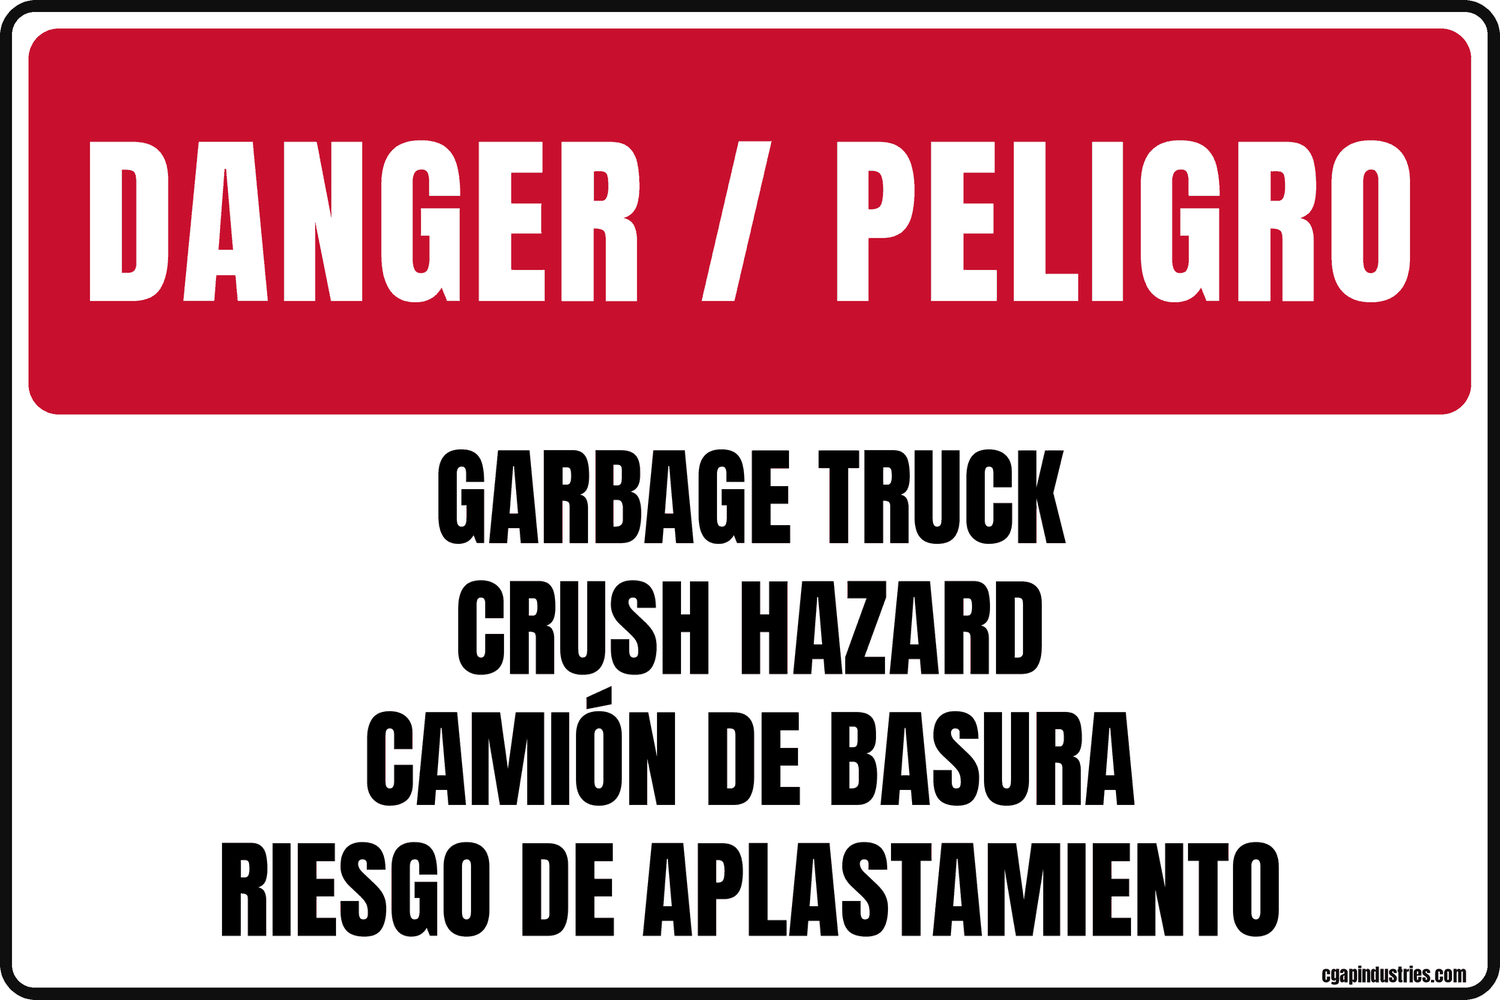 DANGER / PELIGRO
GARBAGE TRUCK
CRUSH HAZARD
CAMIÓN DE BASURA
RIESGO DE APLASTAMIENTO
cgapindustries.com